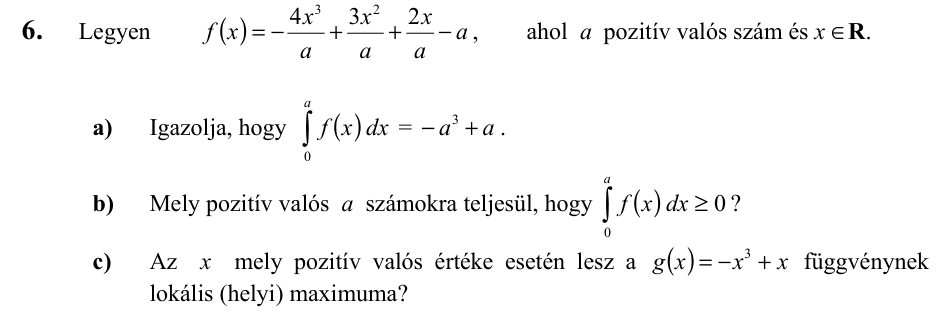 6. Legyen f(x) = −4x³/a + 3x²/a + 2x/a − a, ahol a pozitív valós szám és x ∈ R.
a) Igazolja, hogy ∫₀ᵃ f(x) dx = −a³ + a .
b) Mely pozitív valós a számokra teljesül, hogy ∫₀ᵃ f(x) dx ≥ 0 ?
c) Az x mely pozitív valós értéke esetén lesz a g(x) = −x³ + x függvénynek
lokális (helyi) maximuma?